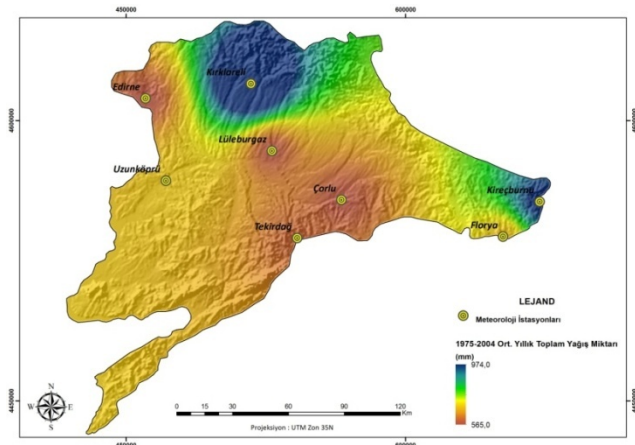 450000
600000
Kırklareli
Edirne
4600000
Lüleburgaz
Uzunköprü
Çorlu
Kireçburnu
Tekirdağ
Florya
LEJAND
Meteoroloji İstasyonları
1975-2004 Ort. Yıllık Toplam Yağış Miktarı
(mm)
974,0
565,0
N
W E
S
0 15 30 60 90 120
Km
Projeksiyon : UTM Zon 35N
4450000
4450000